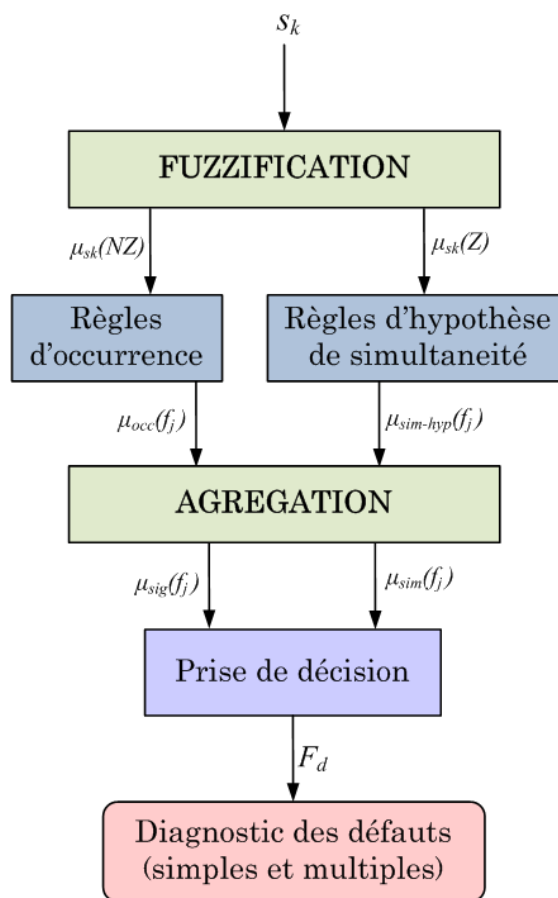 s_k
FUZZIFICATION
μ_sk(NZ)
μ_sk(Z)
Règles
d'occurrence
Règles d'hypothèse
de simultaneité
μ_occ(f_j)
μ_sim-hyp(f_j)
AGREGATION
μ_sig(f_j)
μ_sim(f_j)
Prise de décision
F_d
Diagnostic des défauts
(simples et multiples)